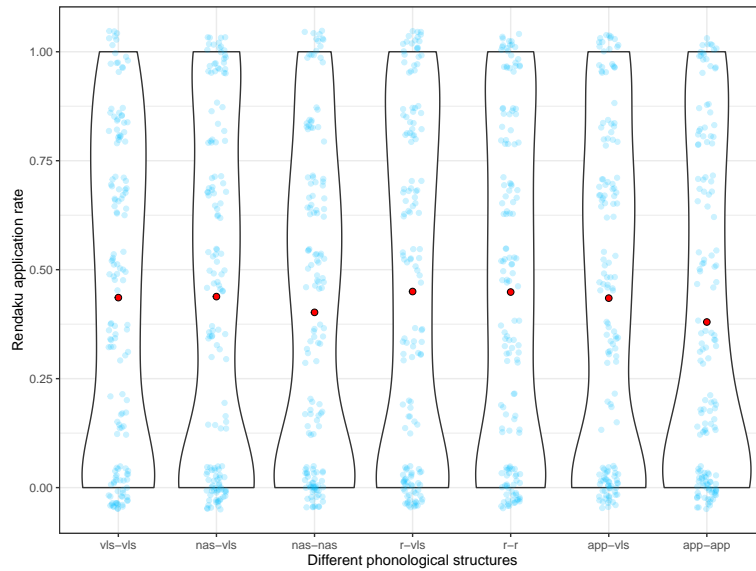 1.00
0.75
0.50
0.25
0.00
Rendaku application rate
vls−vls nas−vls nas−nas r−vls r−r app−vls app−app
Different phonological structures